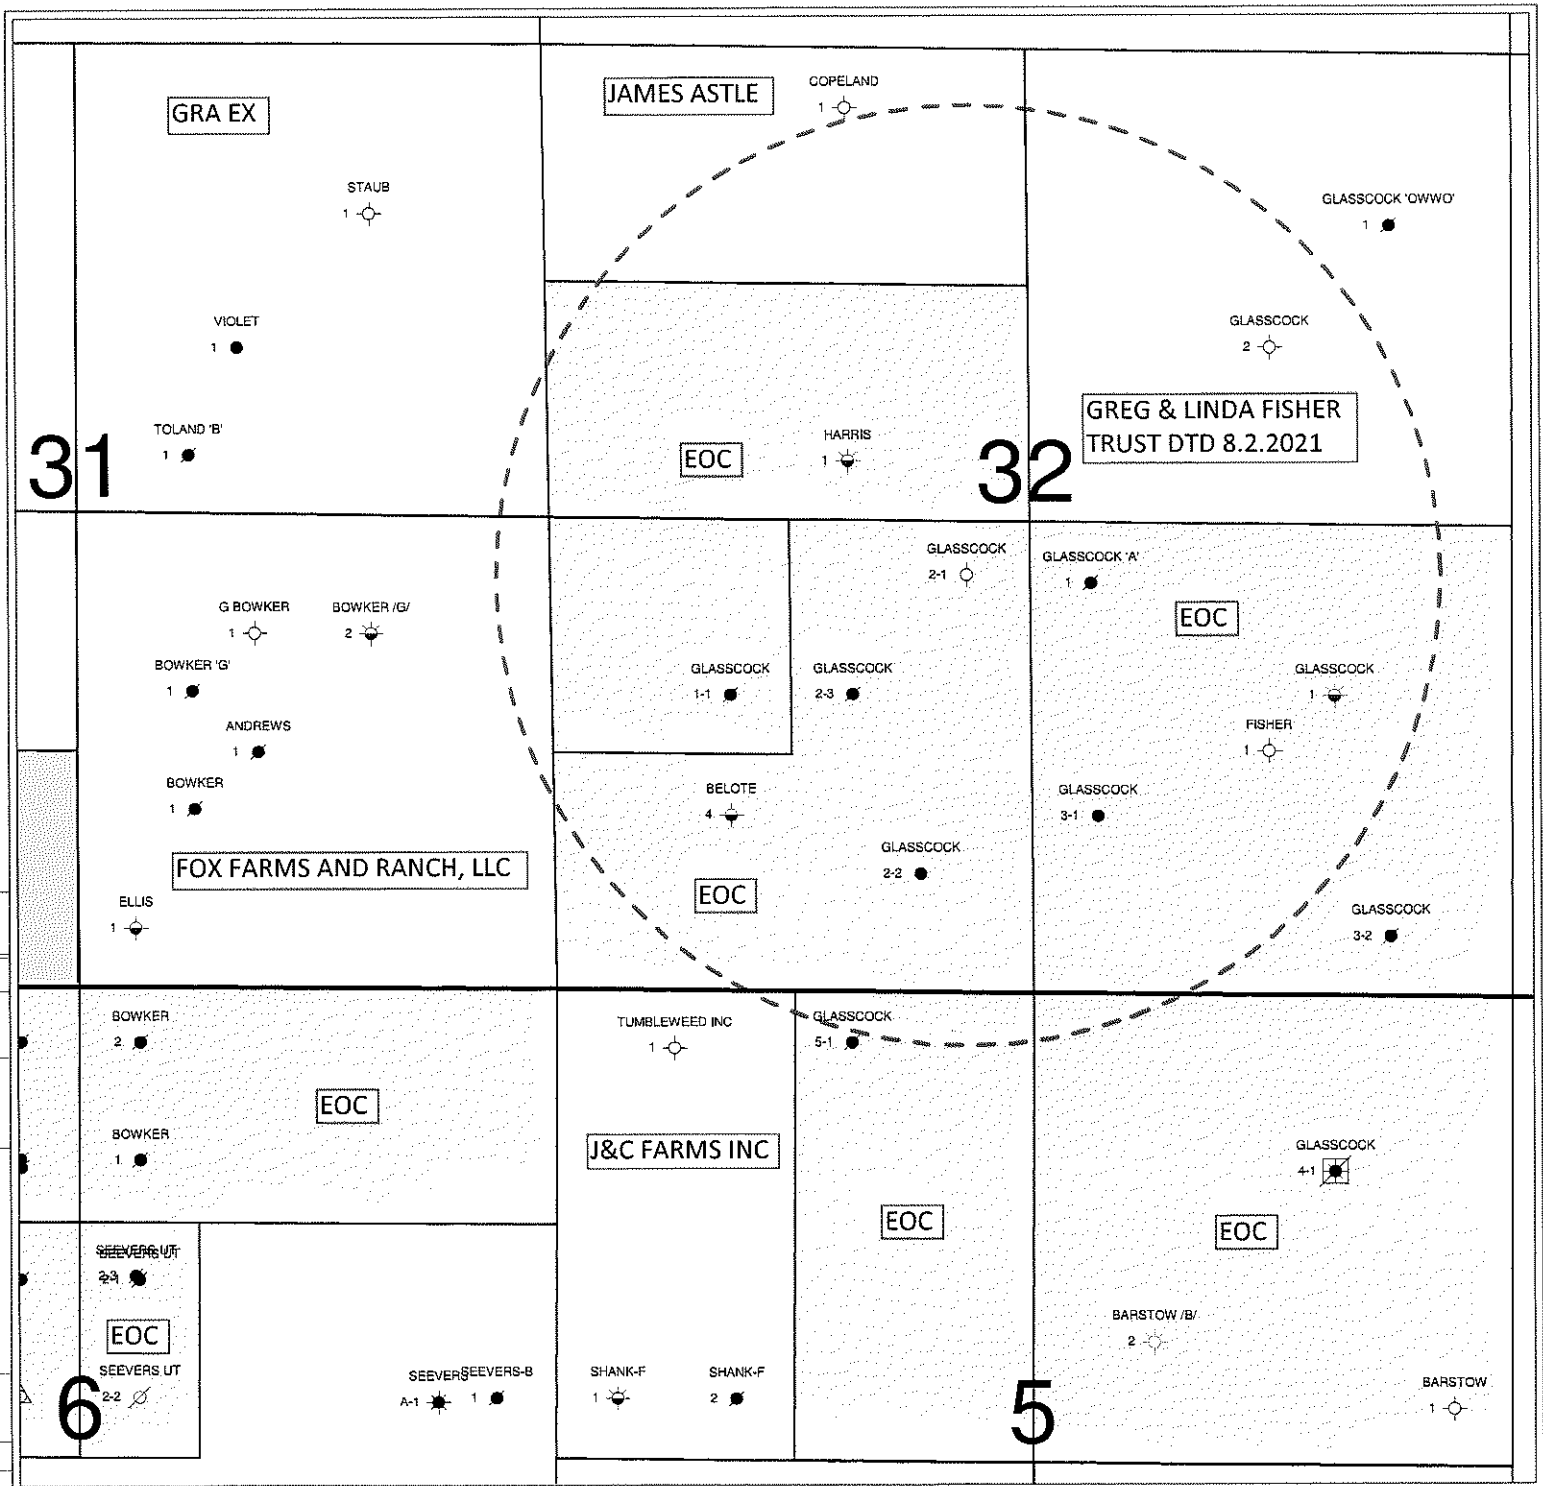 GRA EX
JAMES ASTLE
COPELAND
1
STAUB
1
GLASSCOCK 'OWWO'
1
VIOLET
1
GLASSCOCK
2
GREG & LINDA FISHER
TRUST DTD 8.2.2021
TOLAND 'B'
1
31
EOC
HARRIS
1
32
GLASSCOCK
2-1
GLASSCOCK 'A'
1
EOC
G BOWKER
1
BOWKER /G/
2
BOWKER 'G'
1
GLASSCOCK
1-1
GLASSCOCK
2-3
GLASSCOCK
1
ANDREWS
1
FISHER
1
BOWKER
1
BELOTE
4
GLASSCOCK
3-1
FOX FARMS AND RANCH, LLC
GLASSCOCK
2-2
EOC
ELLIS
1
GLASSCOCK
3-2
BOWKER
2
TUMBLEWEED INC
1
GLASSCOCK
5-1
EOC
BOWKER
1
J&C FARMS INC
GLASSCOCK
4-1
EOC
EOC
SEEVERS UT
2-3
EOC
BARSTOW /B/
2
SEEVERS UT
2-2
6
SEEVERS
A-1
SEEVERS-B
1
SHANK-F
1
SHANK-F
2
5
BARSTOW
1